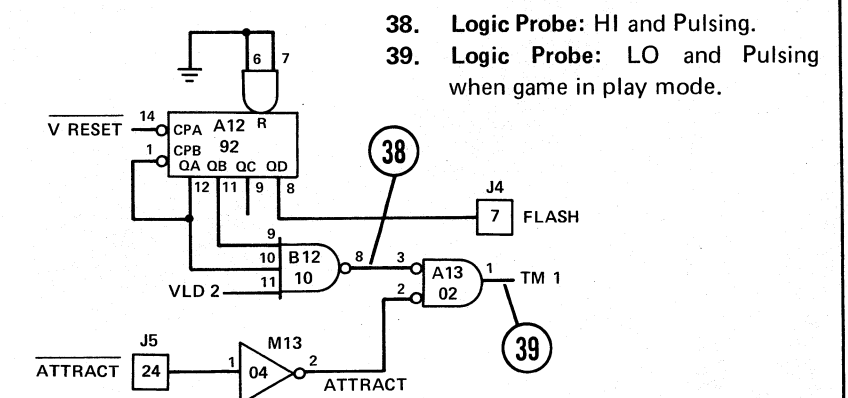 38. Logic Probe: HI and Pulsing.
39. Logic Probe: LO and Pulsing
when game in play mode.
6 7
14
V RESET
CPA A12 R
1
CPB 92
QA QB QC QD
12 11 9 8
38
J4
7 FLASH
9
10
11
B12
10
8
VLD 2
3
2
A13
02
1
TM 1
39
J5
ATTRACT 24
1
M13
04
2
ATTRACT